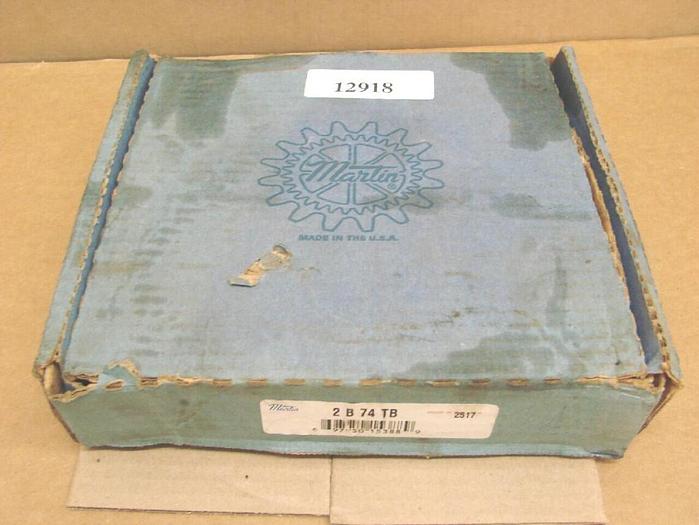 12918
Martin
MADE IN THE U.S.A.
Martin
2 B 74 TB
2517